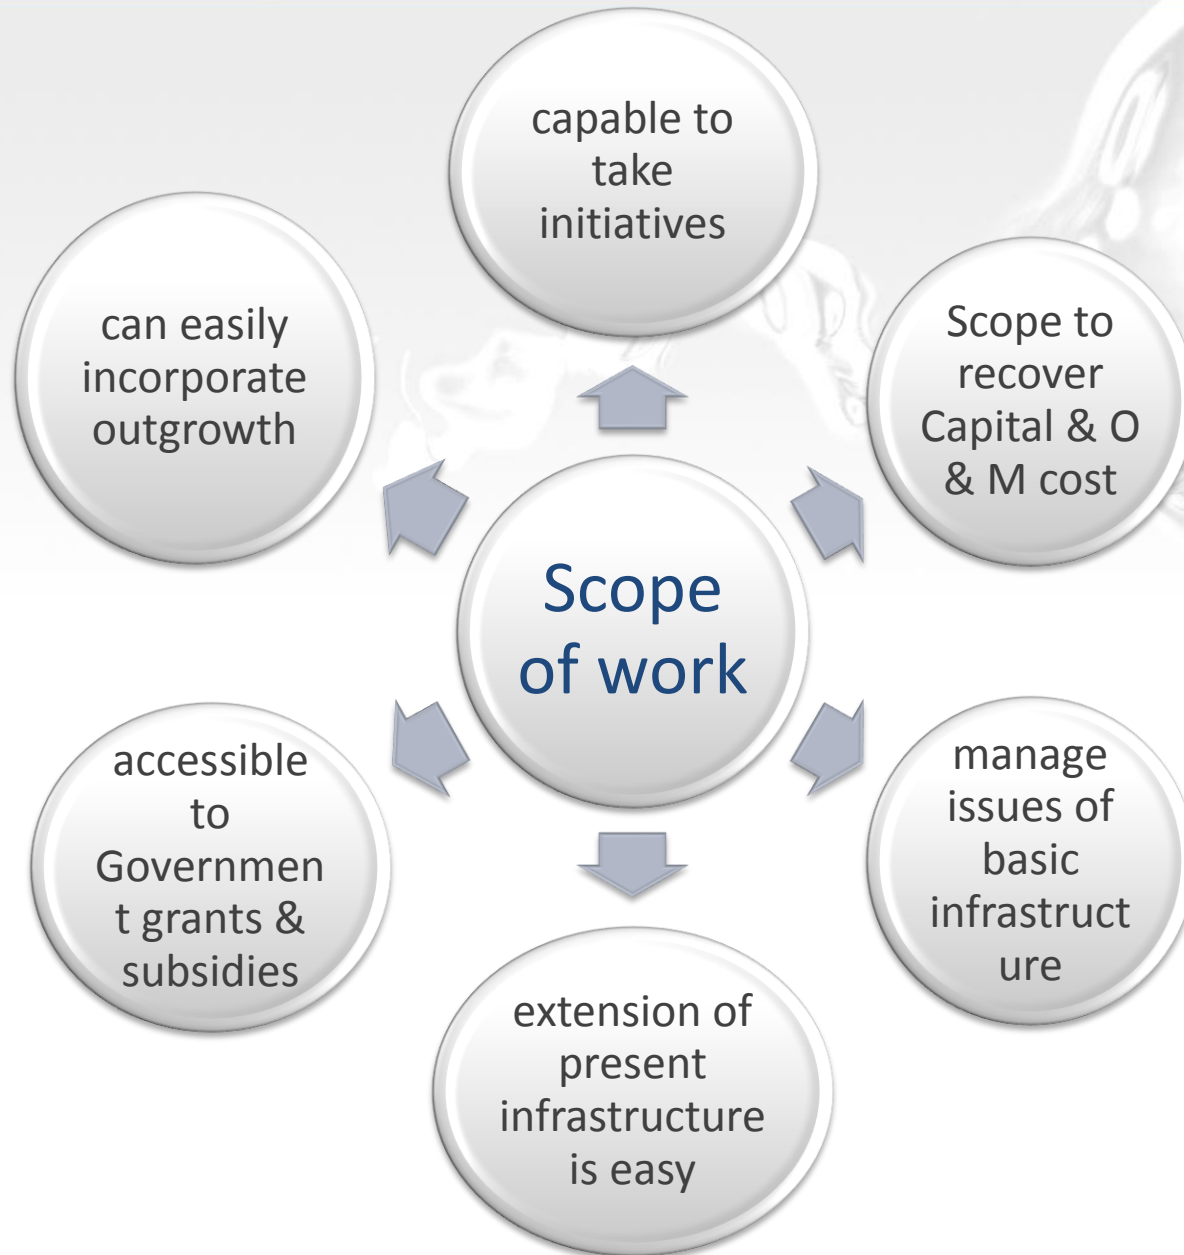 capable to
take
initiatives
can easily
incorporate
outgrowth
Scope to
recover
Capital & O
& M cost
Scope
of work
accessible
to
Governmen
t grants &
subsidies
manage
issues of
basic
infrastruct
ure
extension of
present
infrastructure
is easy